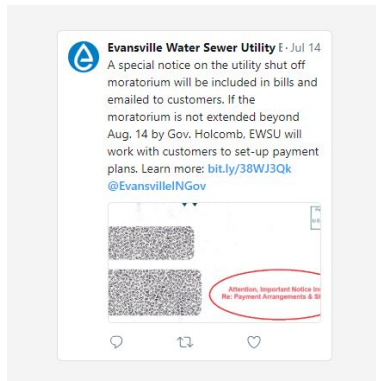 Evansville Water Sewer Utility E · Jul 14
A special notice on the utility shut off
moratorium will be included in bills and
emailed to customers. If the
moratorium is not extended beyond
Aug. 14 by Gov. Holcomb, EWSU will
work with customers to set-up payment
plans. Learn more: bit.ly/38WJ3Qk
@EvansvilleINGov
Attention, Important Notice
Re: Payment Arrangements &